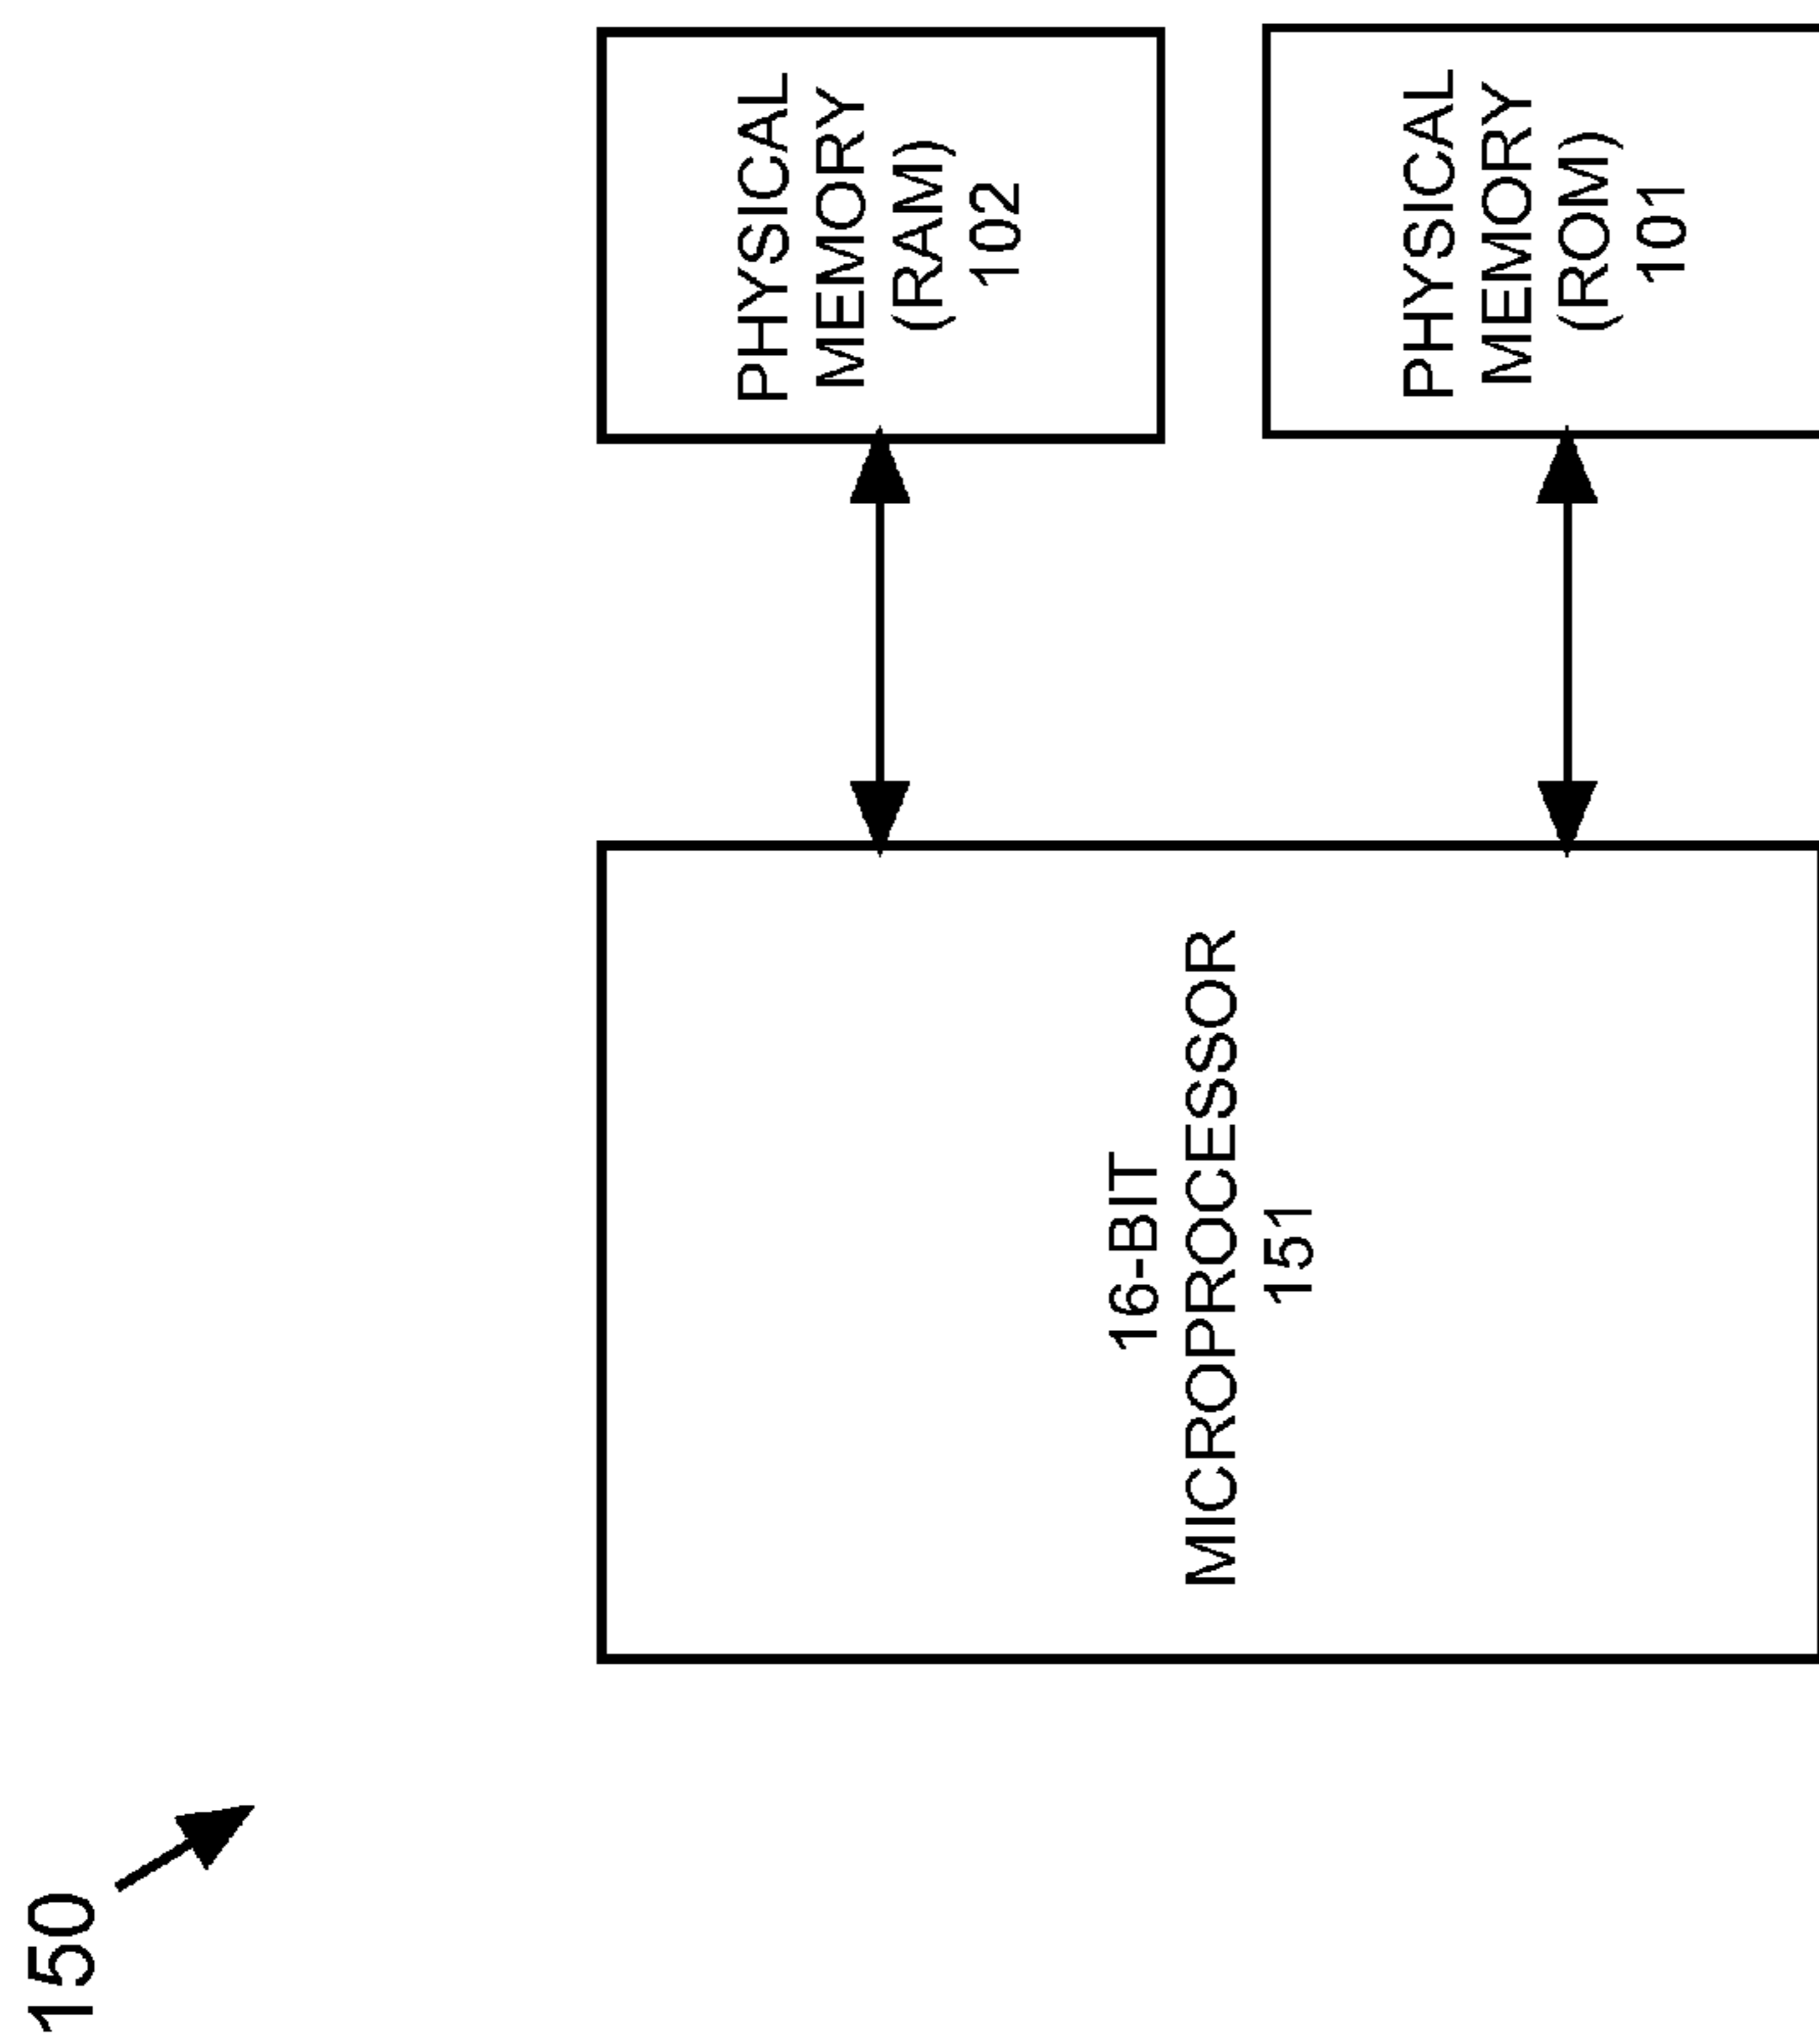 150
16-BIT
MICROPROCESSOR
151
PHYSICAL
MEMORY
(RAM)
102
PHYSICAL
MEMORY
(ROM)
101